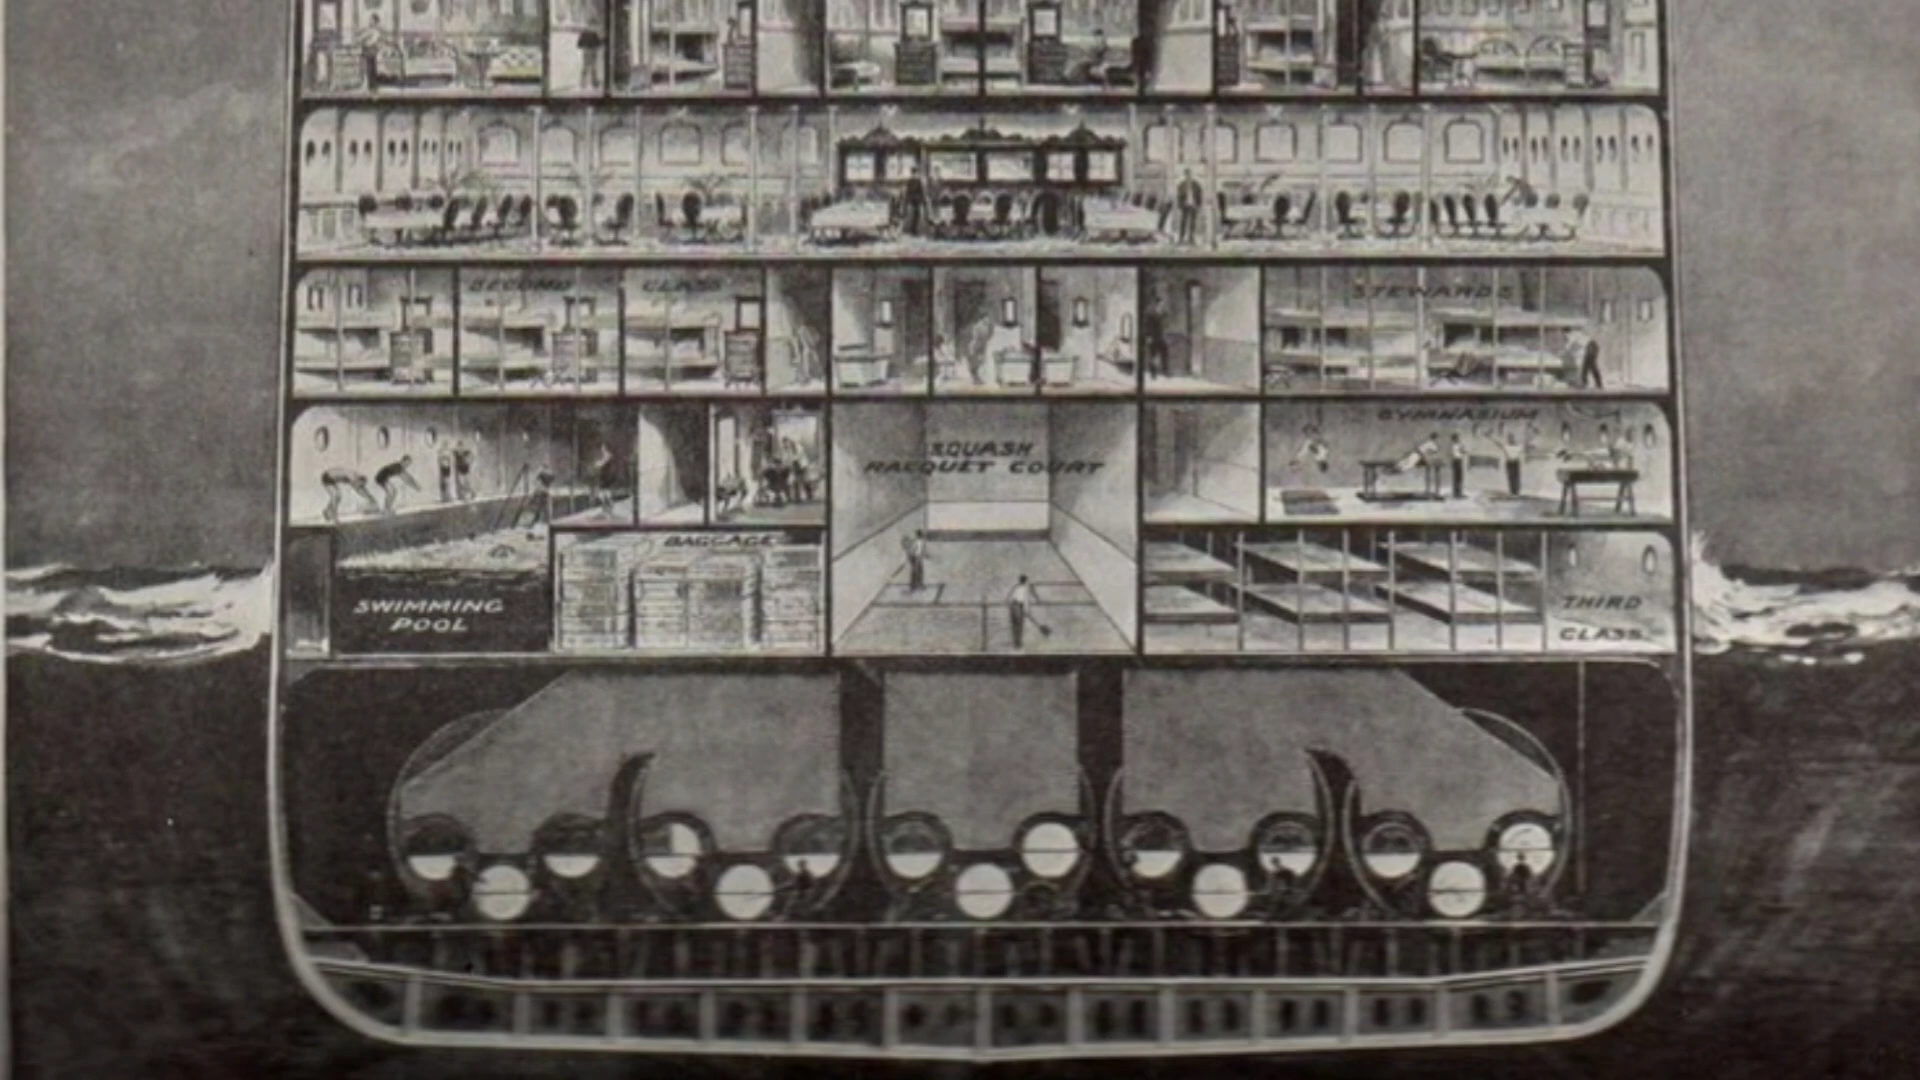 SECOND CLASS
STEWARDS
GYMNASIUM
SQUASH
RACQUET COURT
BAGGAGE
SWIMMING
POOL
THIRD
CLASS